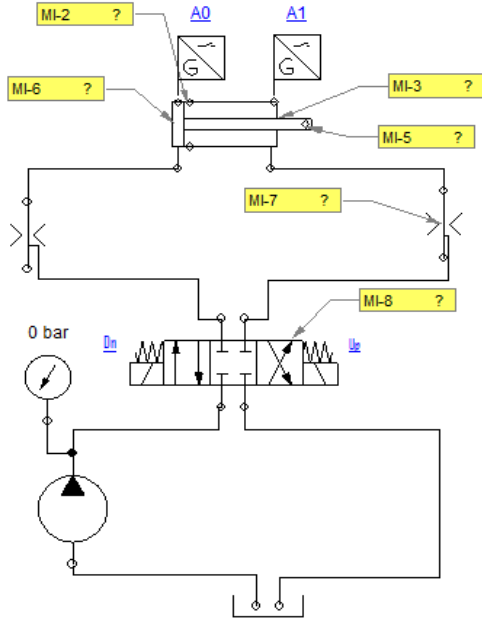 MI-2 ?
A0
A1
G
G
MI-6 ?
MI-3 ?
MI-5 ?
MI-7 ?
MI-8 ?
0 bar
Dn
Up